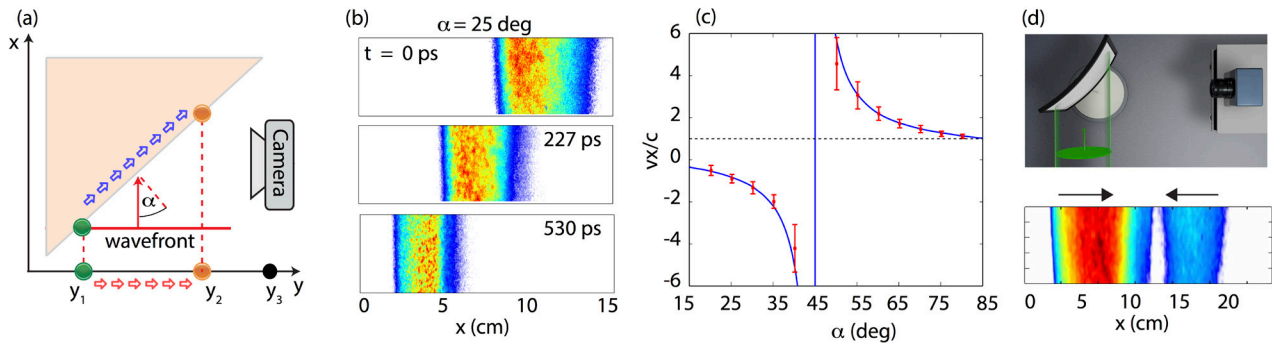 (a)
x
α
wavefront
Camera
y1
y2
y3
y
(b)
α = 25 deg
t = 0 ps
227 ps
530 ps
0
5
10
15
x (cm)
(c)
vx/c
6
4
2
0
-2
-4
-6
15
25
35
45
55
65
75
85
α (deg)
(d)
0
5
10
15
20
x (cm)